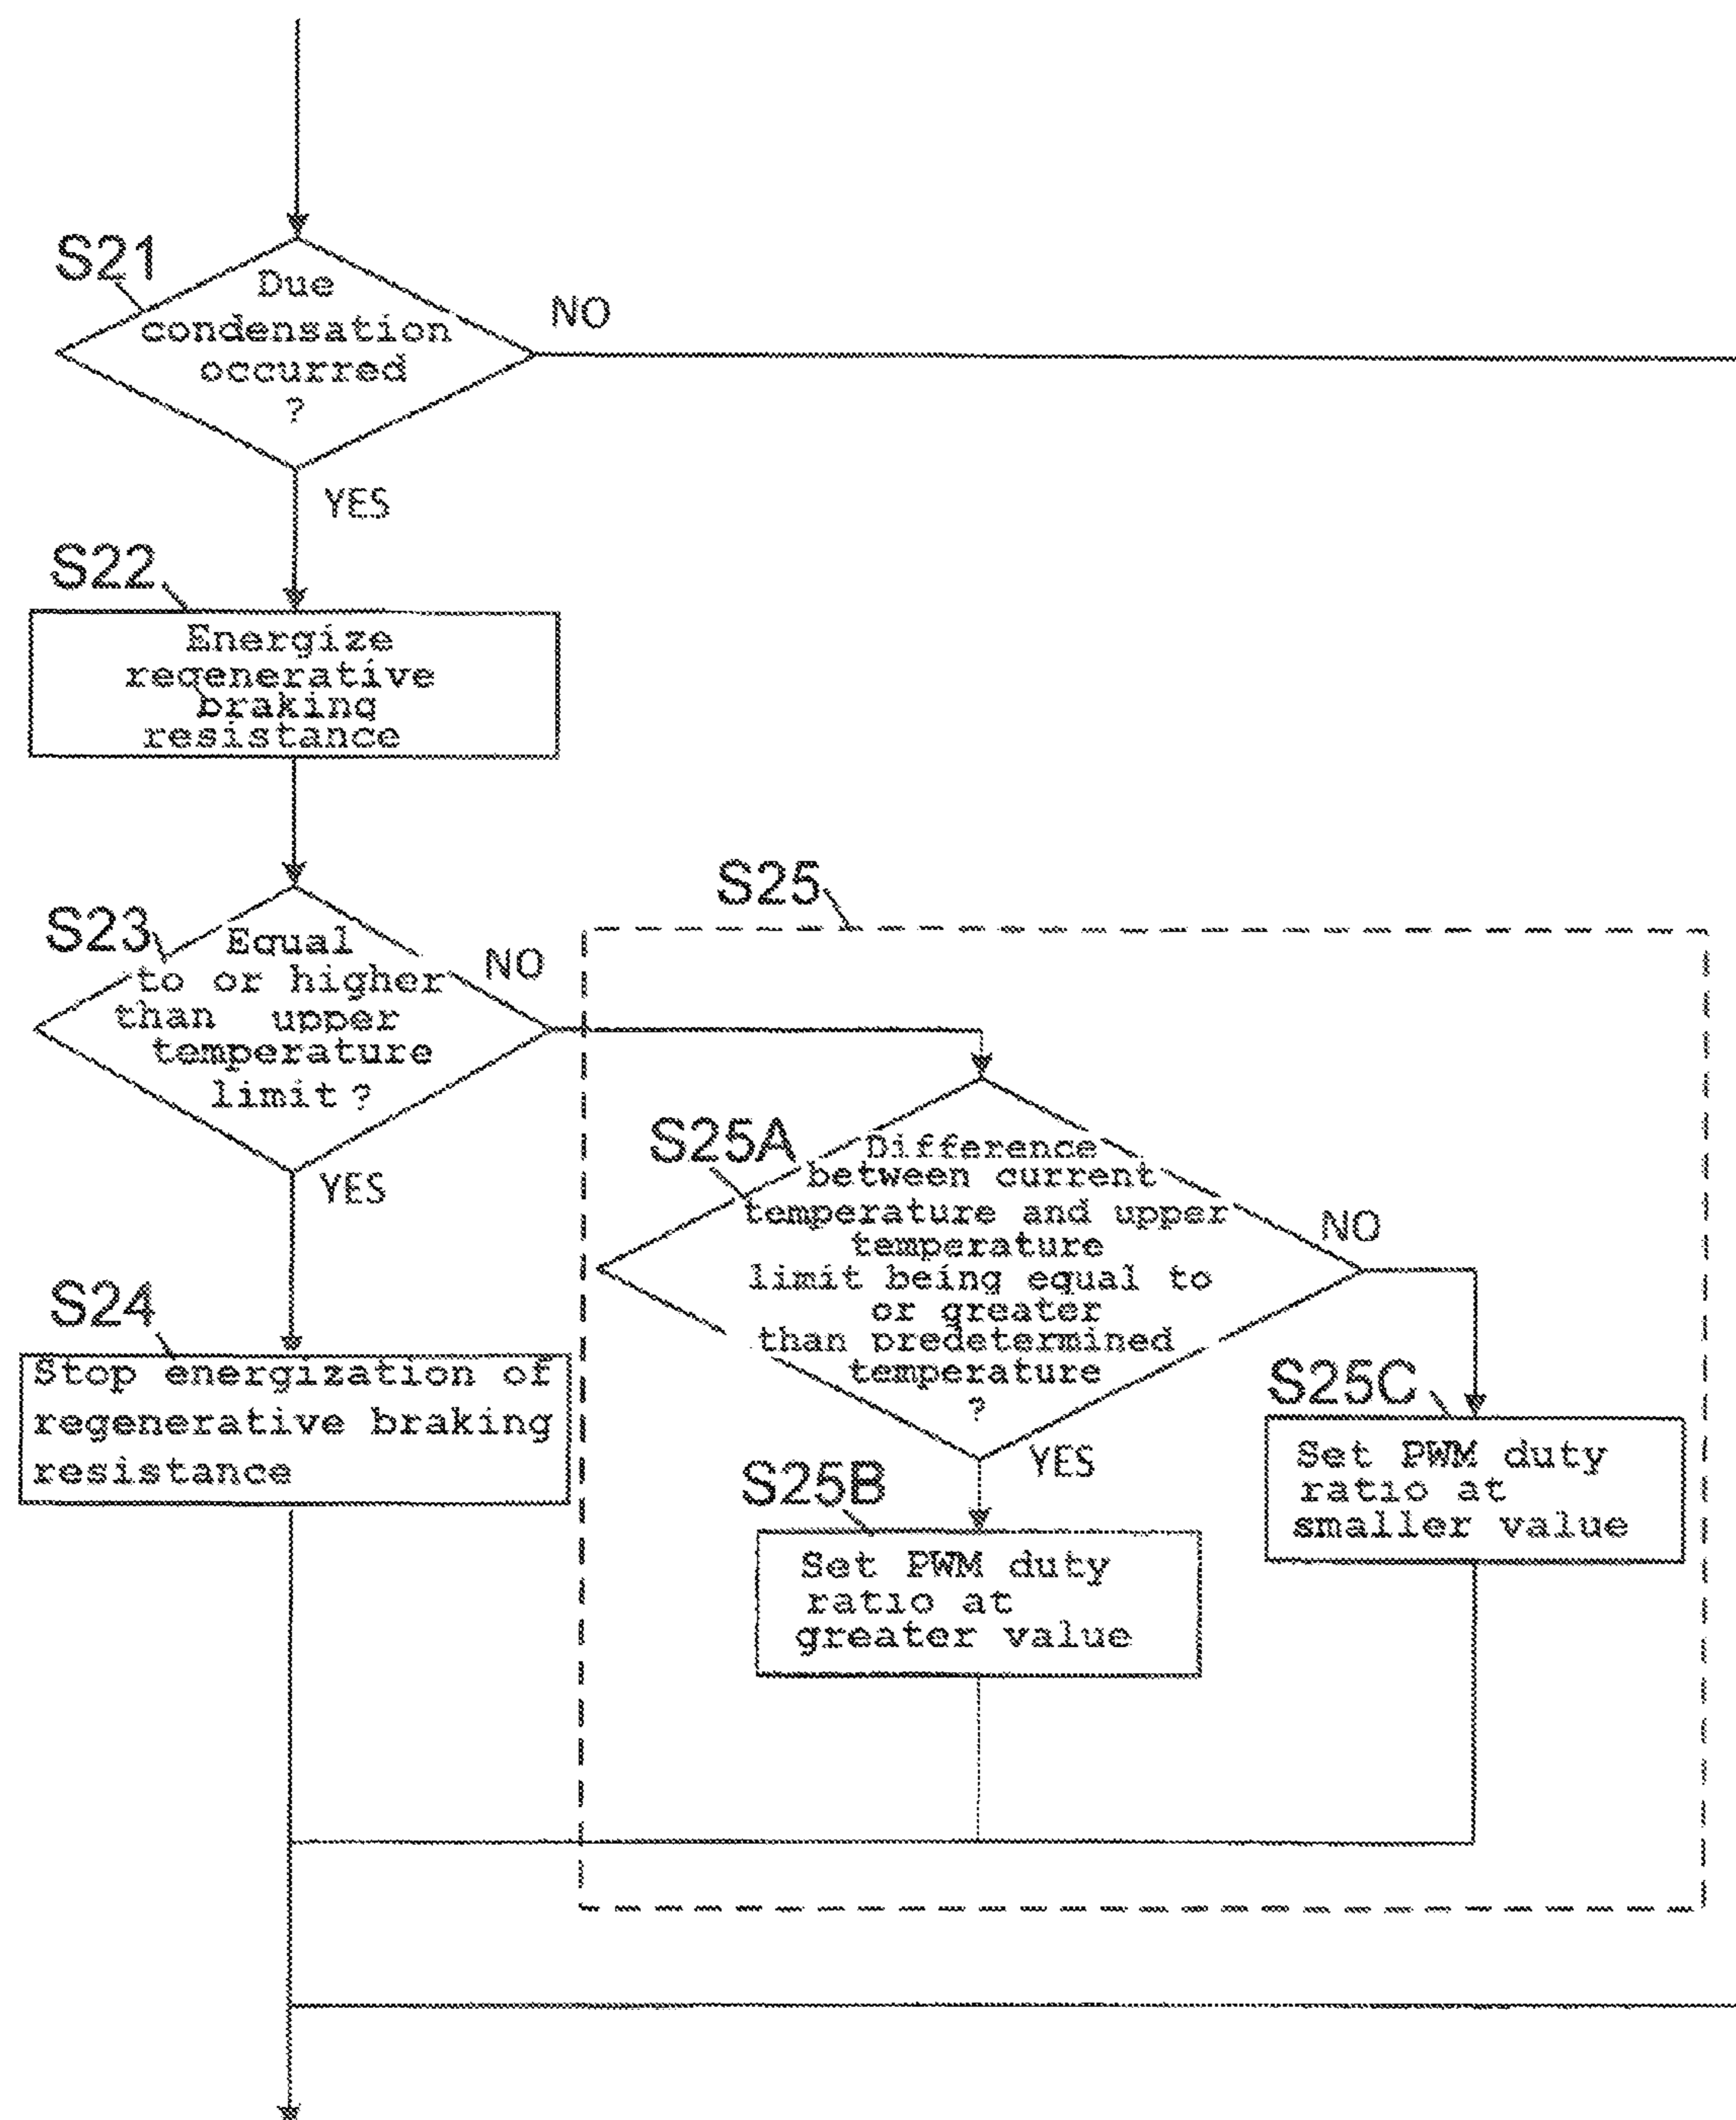 S21
Due
condensation
occurred
?
NO
YES
S22
Energize
regenerative
braking
resistance
S23
Equal
to or higher
than upper
temperature
limit ?
NO
YES
S24
Stop energization of
regenerative braking
resistance
S25
S25A
Difference
between current
temperature and upper
temperature
limit being equal to
or greater
than predetermined
temperature
?
NO
YES
S25B
Set PWM duty
ratio at
greater value
S25C
Set PWM duty
ratio at
smaller value